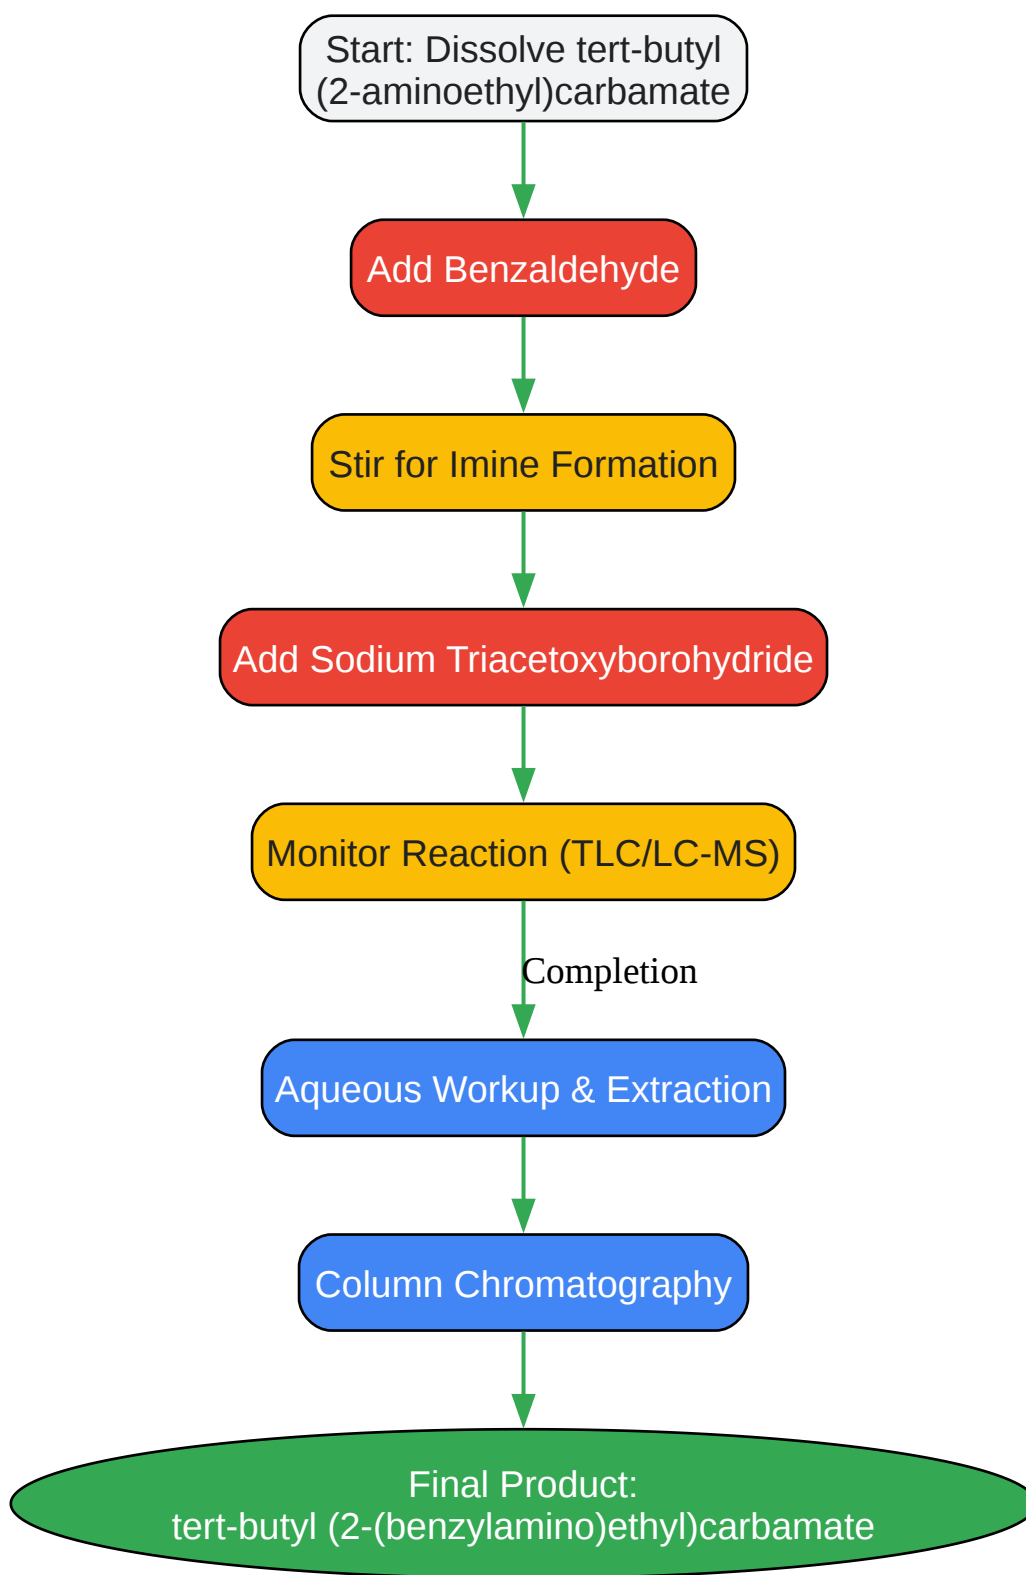 Start: Dissolve tert-butyl
(2-aminoethyl)carbamate
Add Benzaldehyde
Stir for Imine Formation
Add Sodium Triacetoxyborohydride
Monitor Reaction (TLC/LC-MS)
Completion
Aqueous Workup & Extraction
Column Chromatography
Final Product:
tert-butyl (2-(benzylamino)ethyl)carbamate